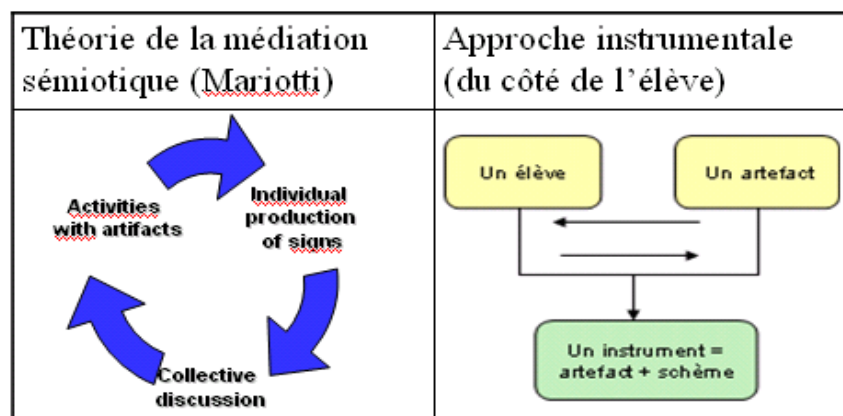 Théorie de la médiation
sémiotique (Mariotti)
Approche instrumentale
(du côté de l'élève)
Activities
with artifacts
Individual
production
of signs
Collective
discussion
Un élève
Un artefact
Un instrument =
artefact + schème